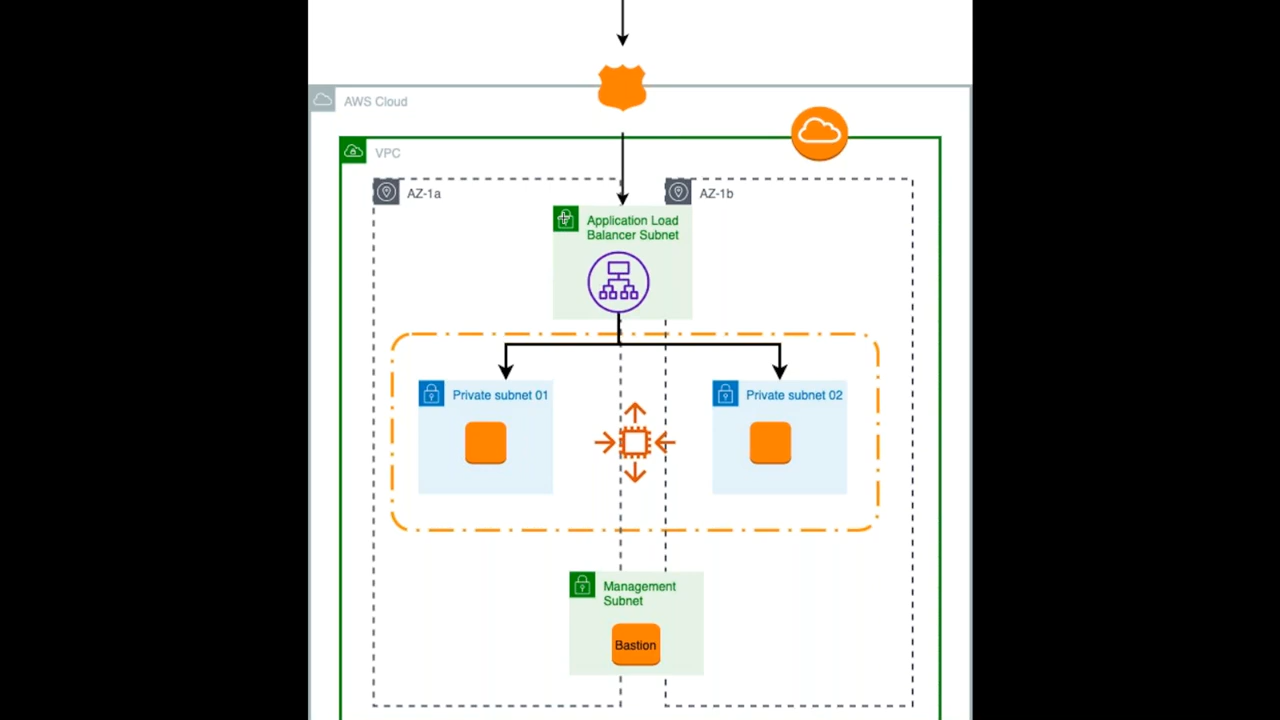 AWS Cloud
VPC
AZ-1a
AZ-1b
Application Load
Balancer Subnet
Private subnet 01
Private subnet 02
Management
Subnet
Bastion